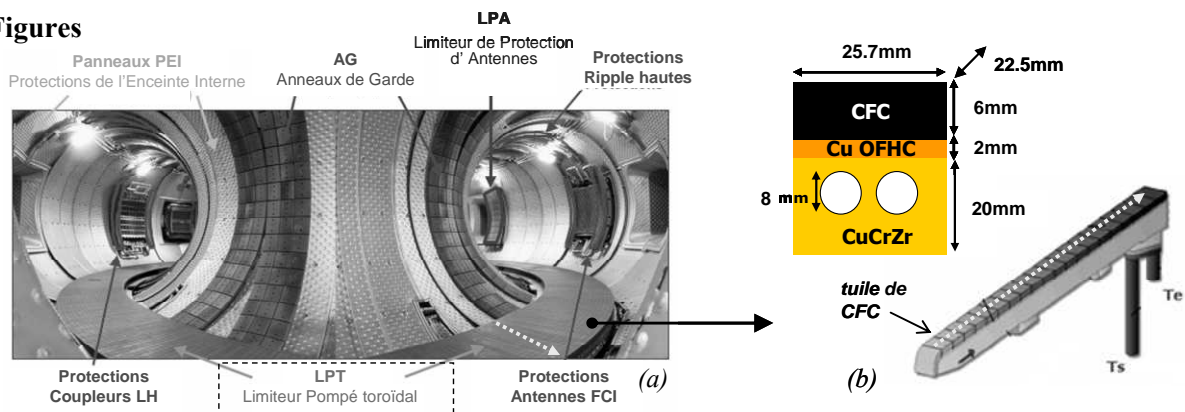 Figures
LPA
Limiteur de Protection
d' Antennes
Panneaux PEI
Protections de l'Enceinte Interne
AG
Anneaux de Garde
Protections
Ripple hautes
25.7mm
22.5mm
CFC
6mm
Cu OFHC
2mm
8 mm
20mm
CuCrZr
tuile de
CFC
Te
Ts
Protections
Coupleurs LH
LPT
Limiteur Pompé toroïdal
Protections
Antennes FCI
(a)
(b)